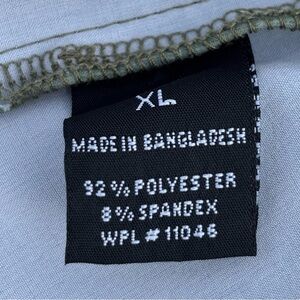 XL
MADE IN BANGLADESH
92 % POLYESTER
8 % SPANDEX
WPL # 11046